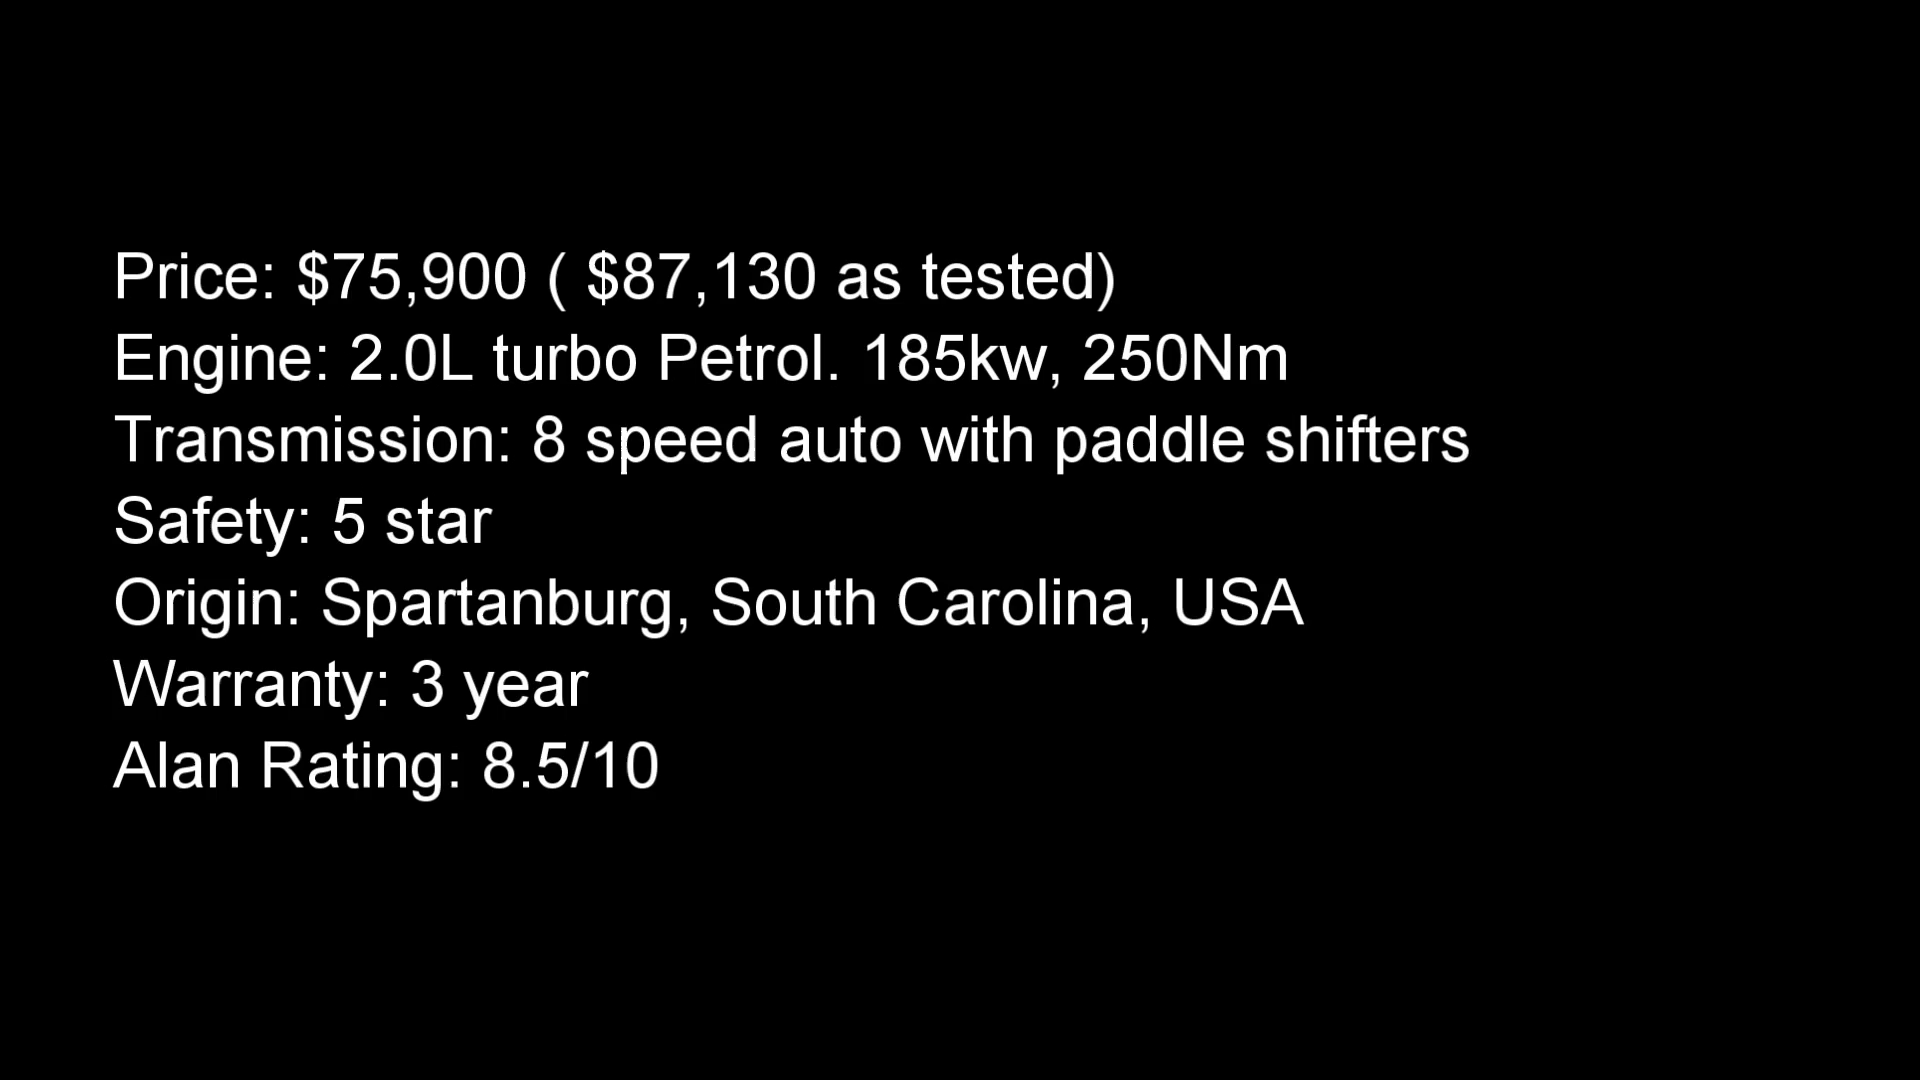 Price: $75,900 ( $87,130 as tested)
Engine: 2.0L turbo Petrol. 185kw, 250Nm
Transmission: 8 speed auto with paddle shifters
Safety: 5 star
Origin: Spartanburg, South Carolina, USA
Warranty: 3 year
Alan Rating: 8.5/10